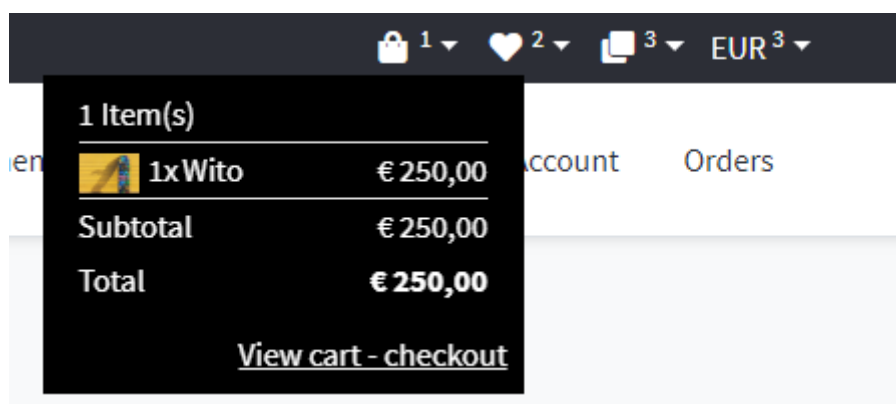 1 2 3 EUR 3
1 Item(s)
1x Wito € 250,00
Account Orders
Subtotal € 250,00
Total € 250,00
View cart - checkout